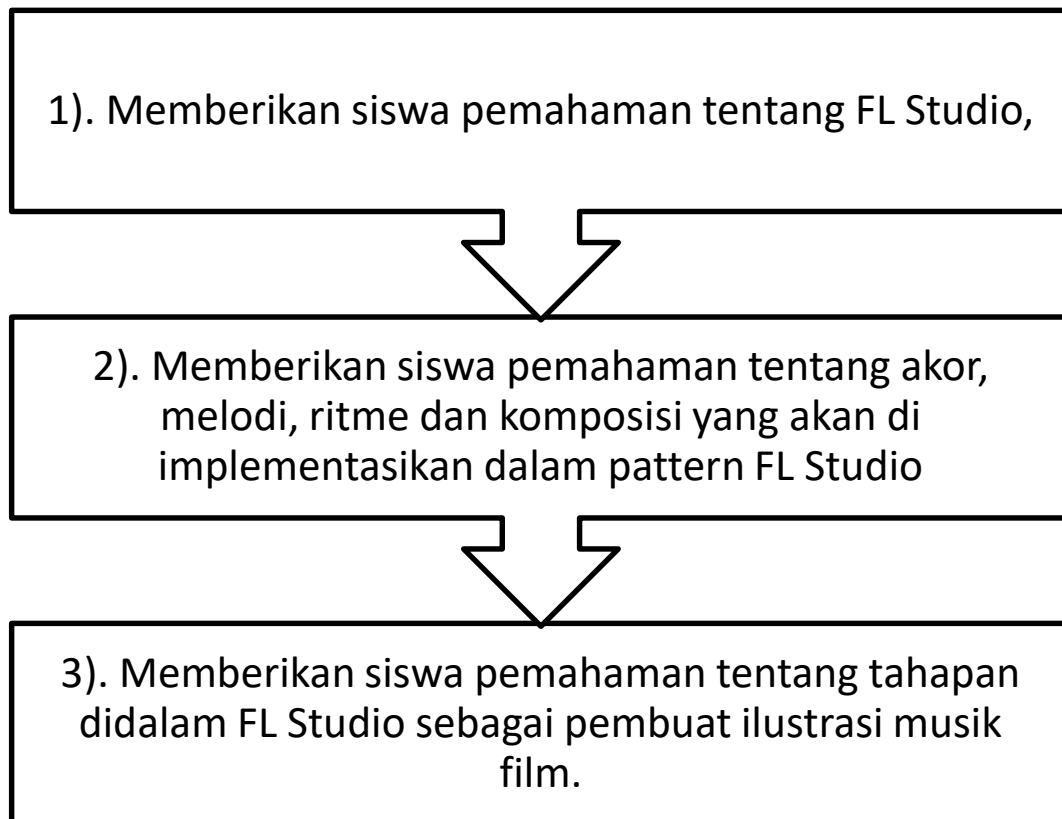 1). Memberikan siswa pemahaman tentang FL Studio,
2). Memberikan siswa pemahaman tentang akor,
melodi, ritme dan komposisi yang akan di
implementasikan dalam pattern FL Studio
3). Memberikan siswa pemahaman tentang tahapan
didalam FL Studio sebagai pembuat ilustrasi musik
film.